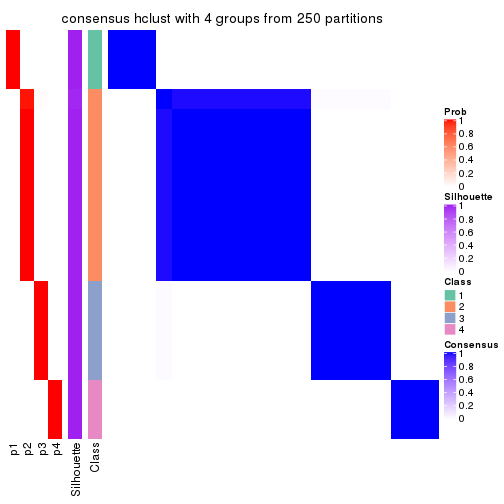 consensus hclust with 4 groups from 250 partitions
Prob
1
0.8
0.6
0.4
0.2
0
Silhouette
1
0.8
0.6
0.4
0.2
0
Class
1
2
3
4
Consensus
1
0.8
0.6
0.4
0.2
0
p1
p2
p3
p4
Silhouette
Class